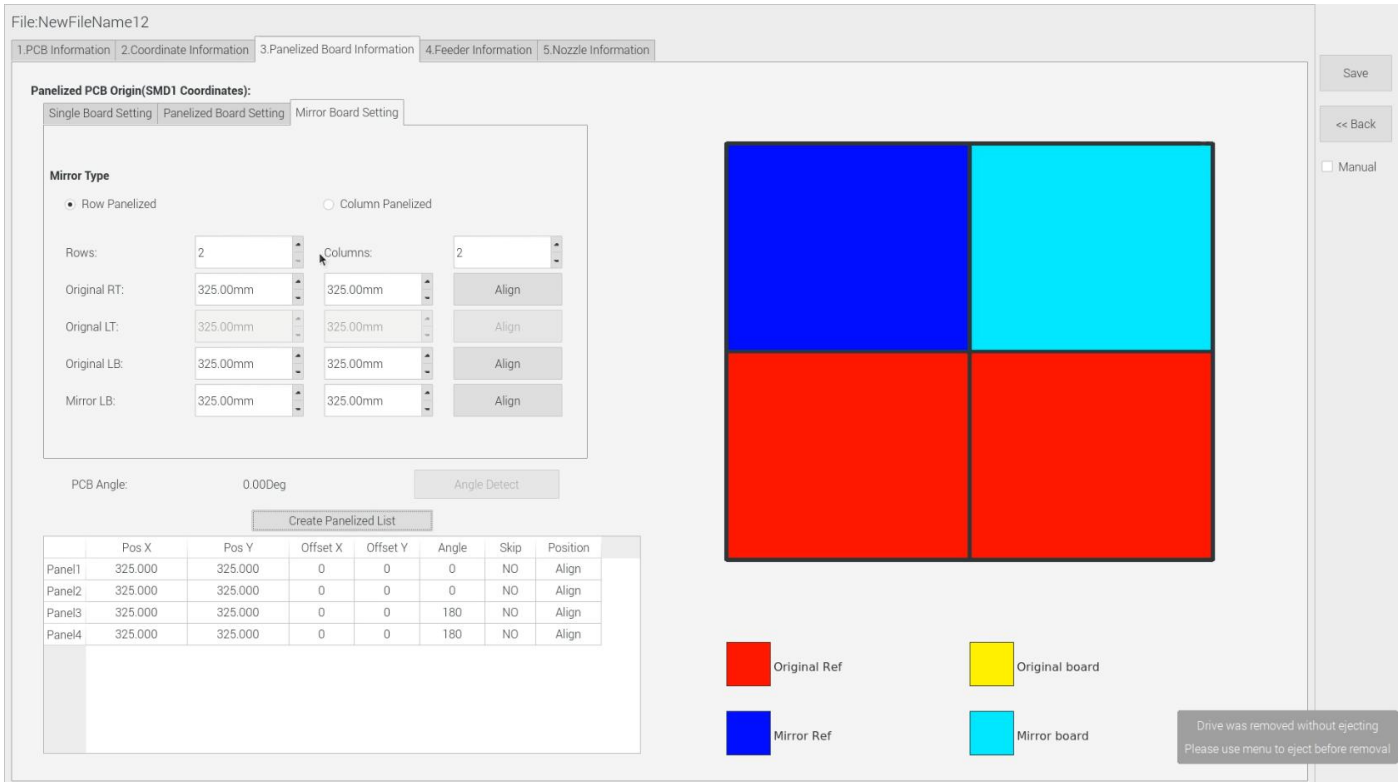 File:NewFileName12
1.PCB Information 2.Coordinate Information 3.Panelized Board Information 4.Feeder Information 5.Nozzle Information
Save
Panelized PCB Origin(SMD1 Coordinates):
Single Board Setting Panelized Board Setting Mirror Board Setting
<< Back
Manual
Mirror Type
Row Panelized Column Panelized
Rows: 2 Columns: 2
Original RT: 325.00mm 325.00mm Align
Orignal LT: 325.00mm 325.00mm Align
Original LB: 325.00mm 325.00mm Align
Mirror LB: 325.00mm 325.00mm Align
PCB Angle: 0.00Deg Angle Detect
Create Panelized List
Pos X Pos Y Offset X Offset Y Angle Skip Position
Panel1 325.000 325.000 0 0 0 NO Align
Panel2 325.000 325.000 0 0 0 NO Align
Panel3 325.000 325.000 0 0 180 NO Align
Panel4 325.000 325.000 0 0 180 NO Align
Original Ref Original board
Mirror Ref Mirror board
Drive was removed without ejecting
Please use menu to eject before removal